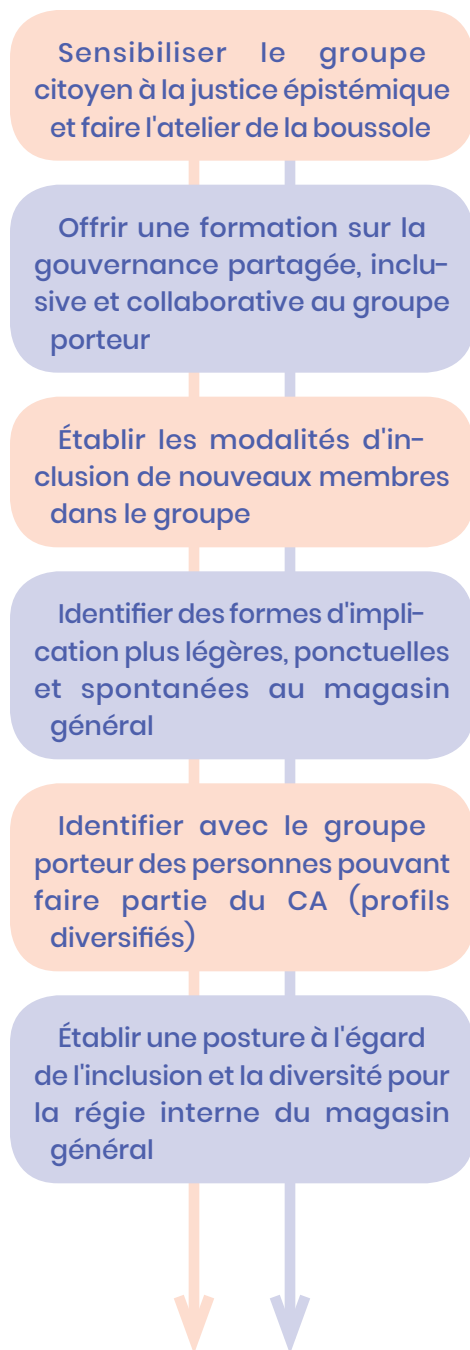 Sensibiliser le groupe
citoyen à la justice épistémique
et faire l'atelier de la boussole
Offrir une formation sur la
gouvernance partagée, inclu-
sive et collaborative au groupe
porteur
Établir les modalités d'in-
clusion de nouveaux membres
dans le groupe
Identifier des formes d'impli-
cation plus légères, ponctuelles
et spontanées au magasin
général
Identifier avec le groupe
porteur des personnes pouvant
faire partie du CA (profils
diversifiés)
Établir une posture à l'égard
de l'inclusion et la diversité pour
la régie interne du magasin
général